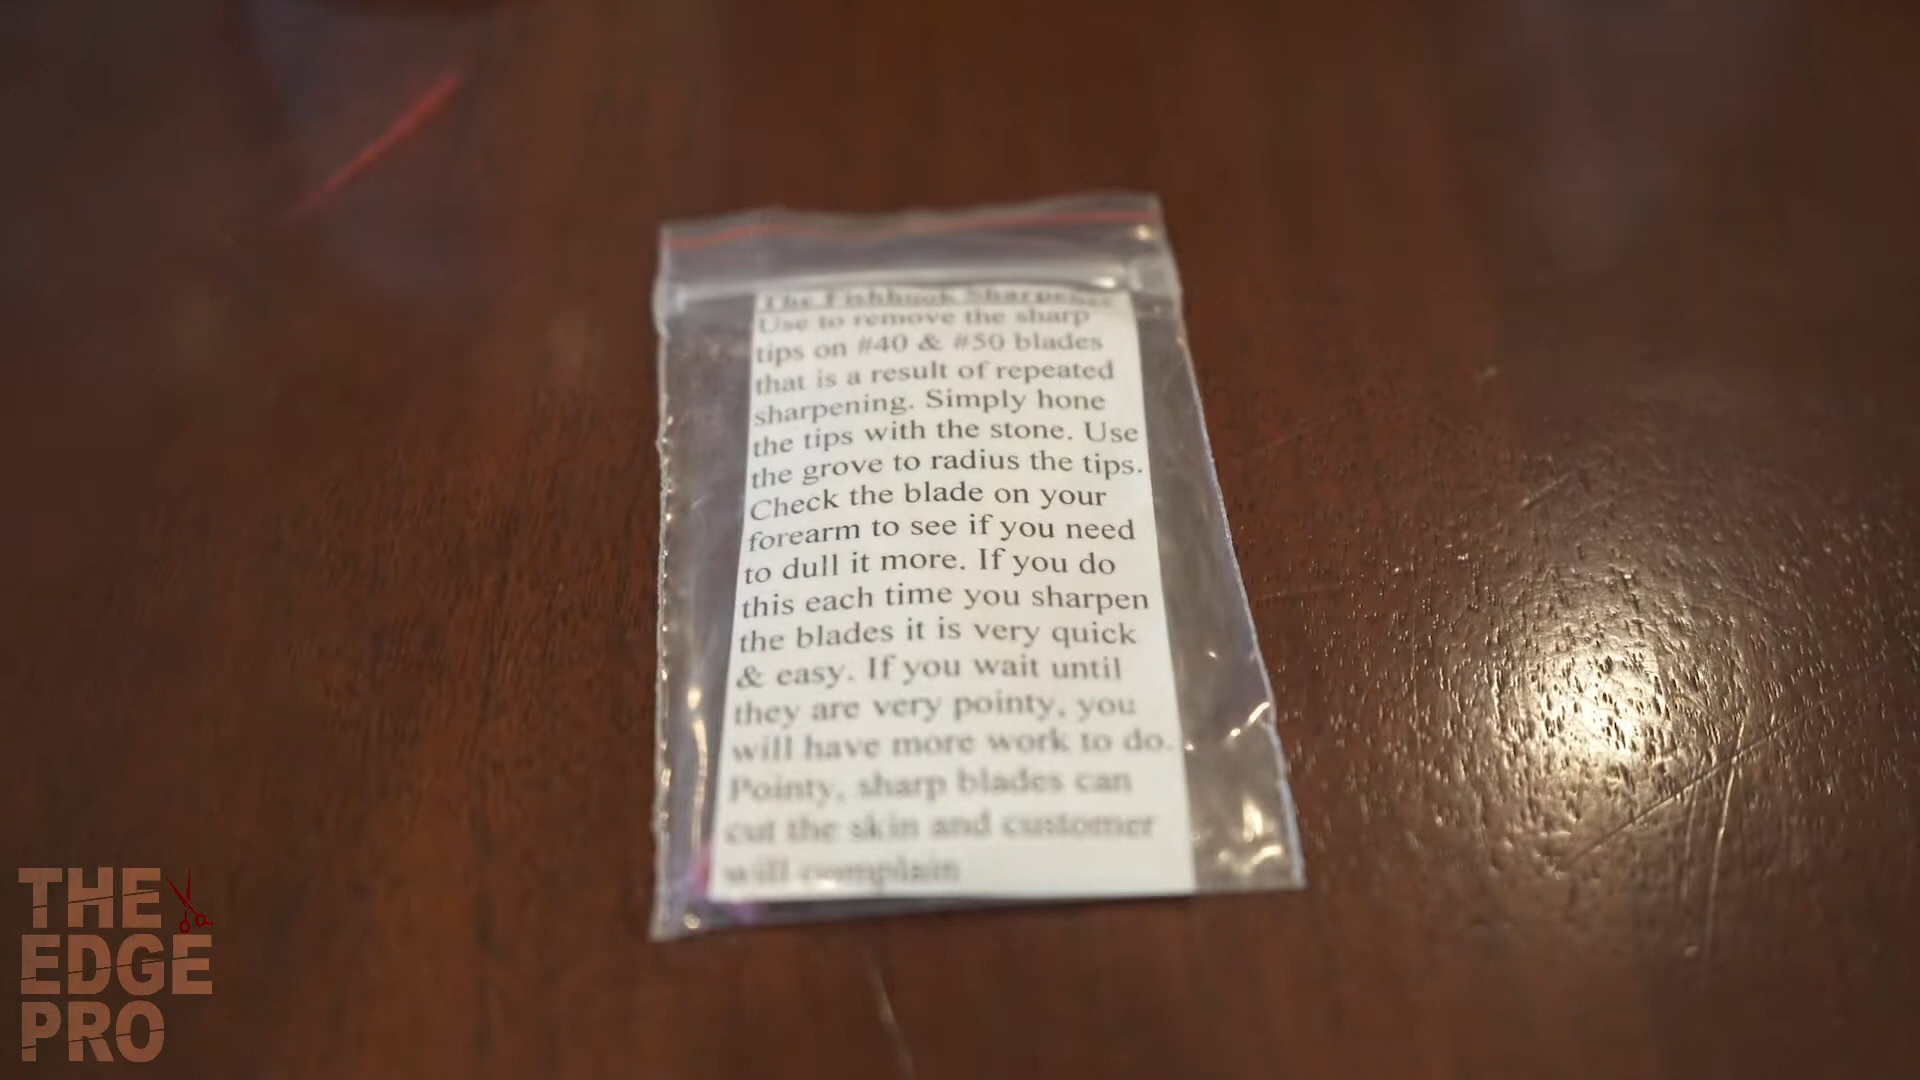 The Fishhook Sharpener
Use to remove the sharp
tips on #40 & #50 blades
that is a result of repeated
sharpening. Simply hone
the tips with the stone. Use
the grove to radius the tips.
Check the blade on your
forearm to see if you need
to dull it more. If you do
this each time you sharpen
the blades it is very quick
& easy. If you wait until
they are very pointy, you
will have more work to do.
Pointy, sharp blades can
cut the skin and customer
will complain
THE
EDGE
PRO